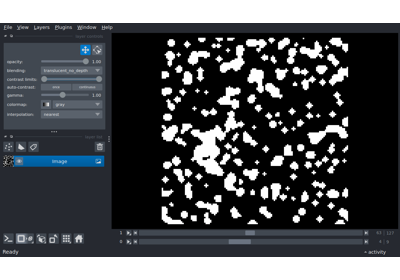 File View Layers Plugins Window Help
opacity: 1.00
blending: translucent_no_depth
contrast limits:
auto-contrast: once continuous
gamma: 1.00
colormap: gray
interpolation: nearest
Image
1
0
Ready
activity